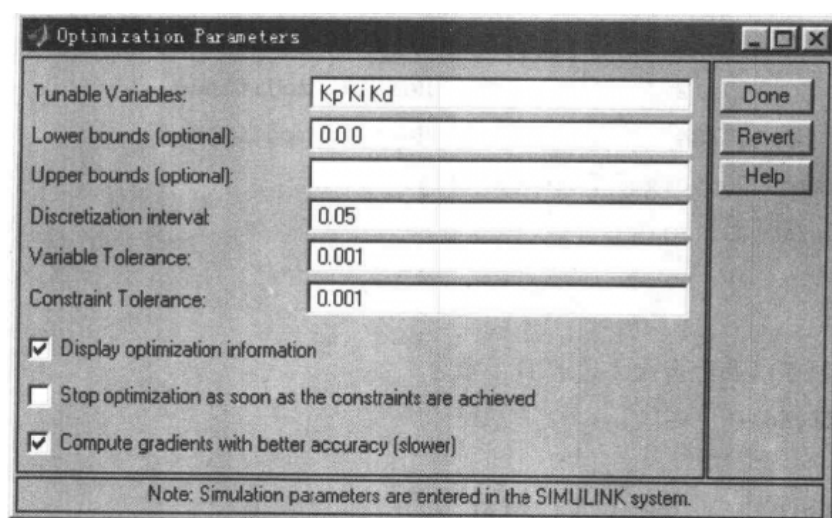 Optimization Parameters
Tunable Variables: Kp Ki Kd
Lower bounds (optional): 0 0 0
Upper bounds (optional):
Discretization interval: 0.05
Variable Tolerance: 0.001
Constraint Tolerance: 0.001
Display optimization information
Stop optimization as soon as the constraints are achieved
Compute gradients with better accuracy (slower)
Done
Revert
Help
Note: Simulation parameters are entered in the SIMULINK system.